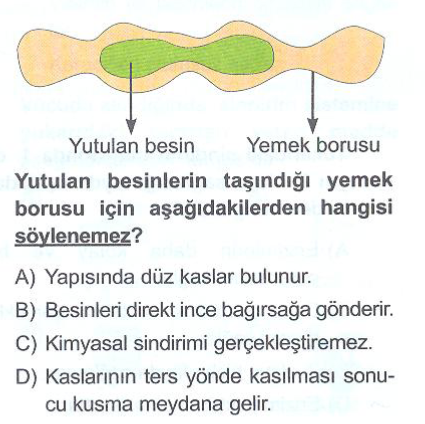 Yutulan besin Yemek borusu
Yutulan besinlerin taşındığı yemek
borusu için aşağıdakilerden hangisi
söylenemez?
A) Yapısında düz kaslar bulunur.
B) Besinleri direkt ince bağırsağa gönderir.
C) Kimyasal sindirimi gerçekleştiremez.
D) Kaslarının ters yönde kasılması sonu-
cu kusma meydana gelir.